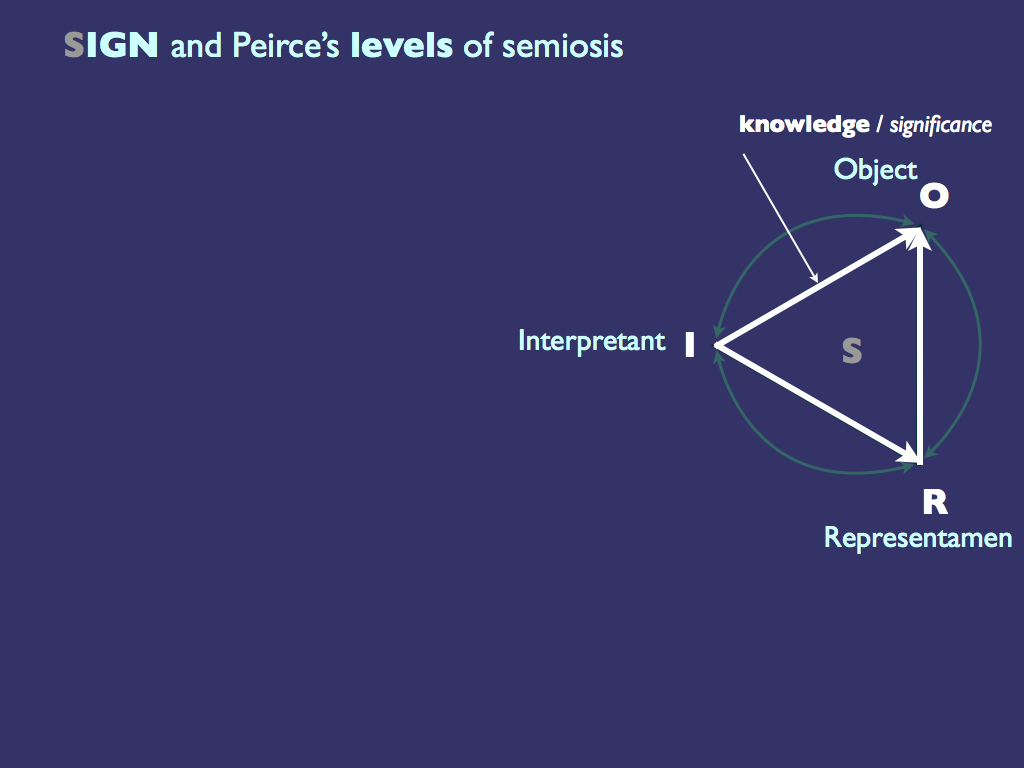 SIGN and Peirce’s levels of semiosis
knowledge / significance
Object
O
Interpretant I
S
R
Representamen